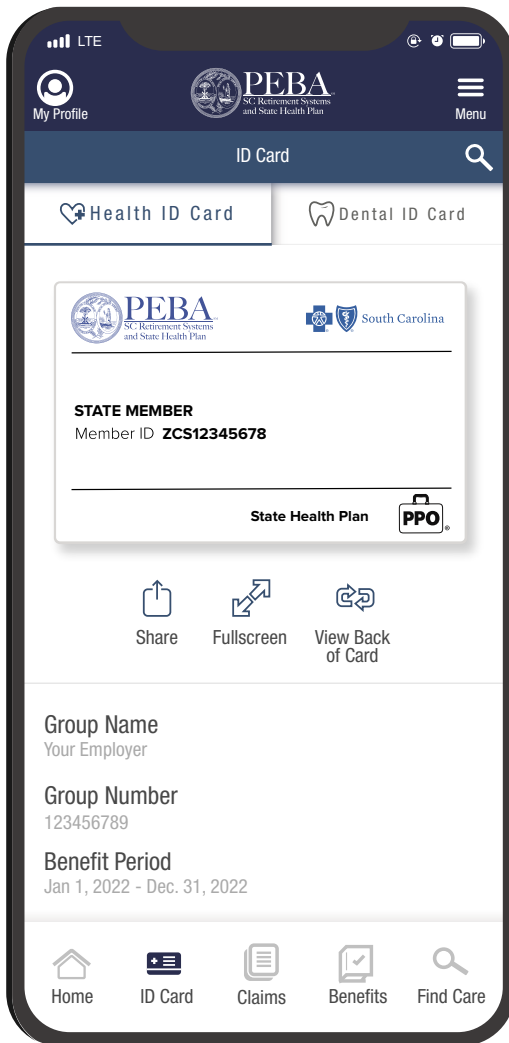 LTE
My Profile
PEBA
SC Retirement Systems
and State Health Plan
Menu
ID Card
Health ID Card
Dental ID Card
PEBA
SC Retirement Systems
and State Health Plan
South Carolina
STATE MEMBER
Member ID ZCS12345678
State Health Plan
PPO®
Share
Fullscreen
View Back
of Card
Group Name
Your Employer
Group Number
123456789
Benefit Period
Jan 1, 2022 - Dec. 31, 2022
Home
ID Card
Claims
Benefits
Find Care